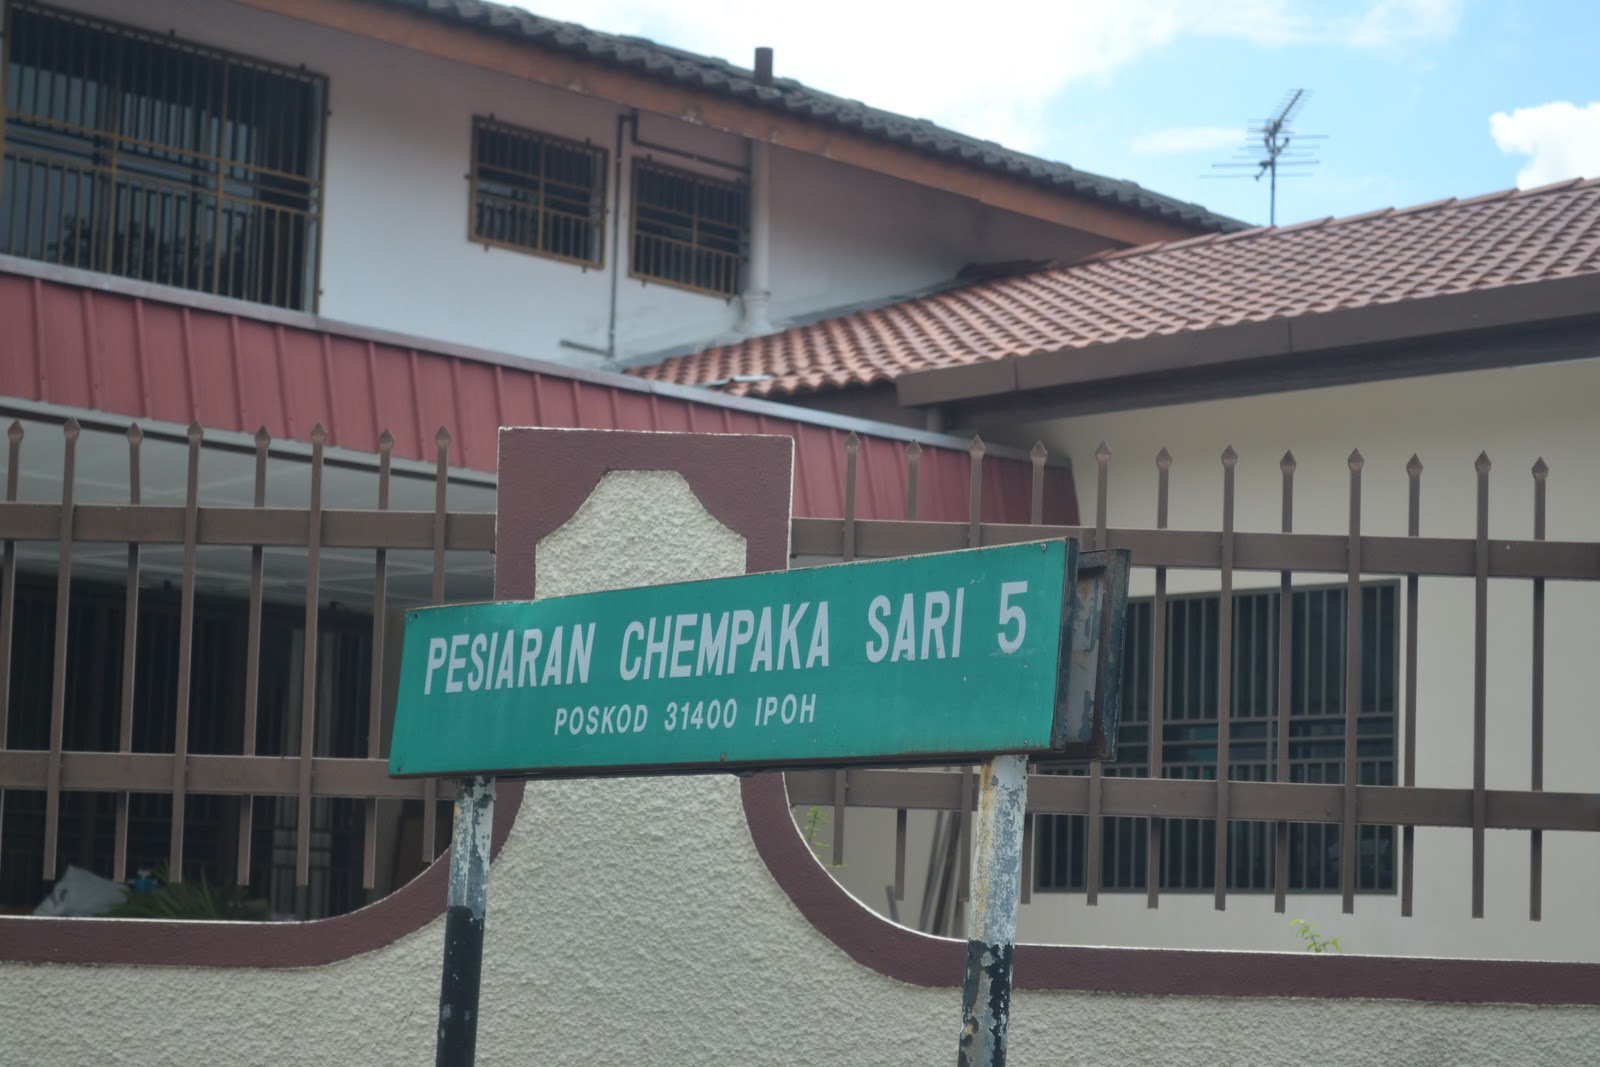 PESIARAN CHEMPAKA SARI 5
POSKOD 31400 IPOH